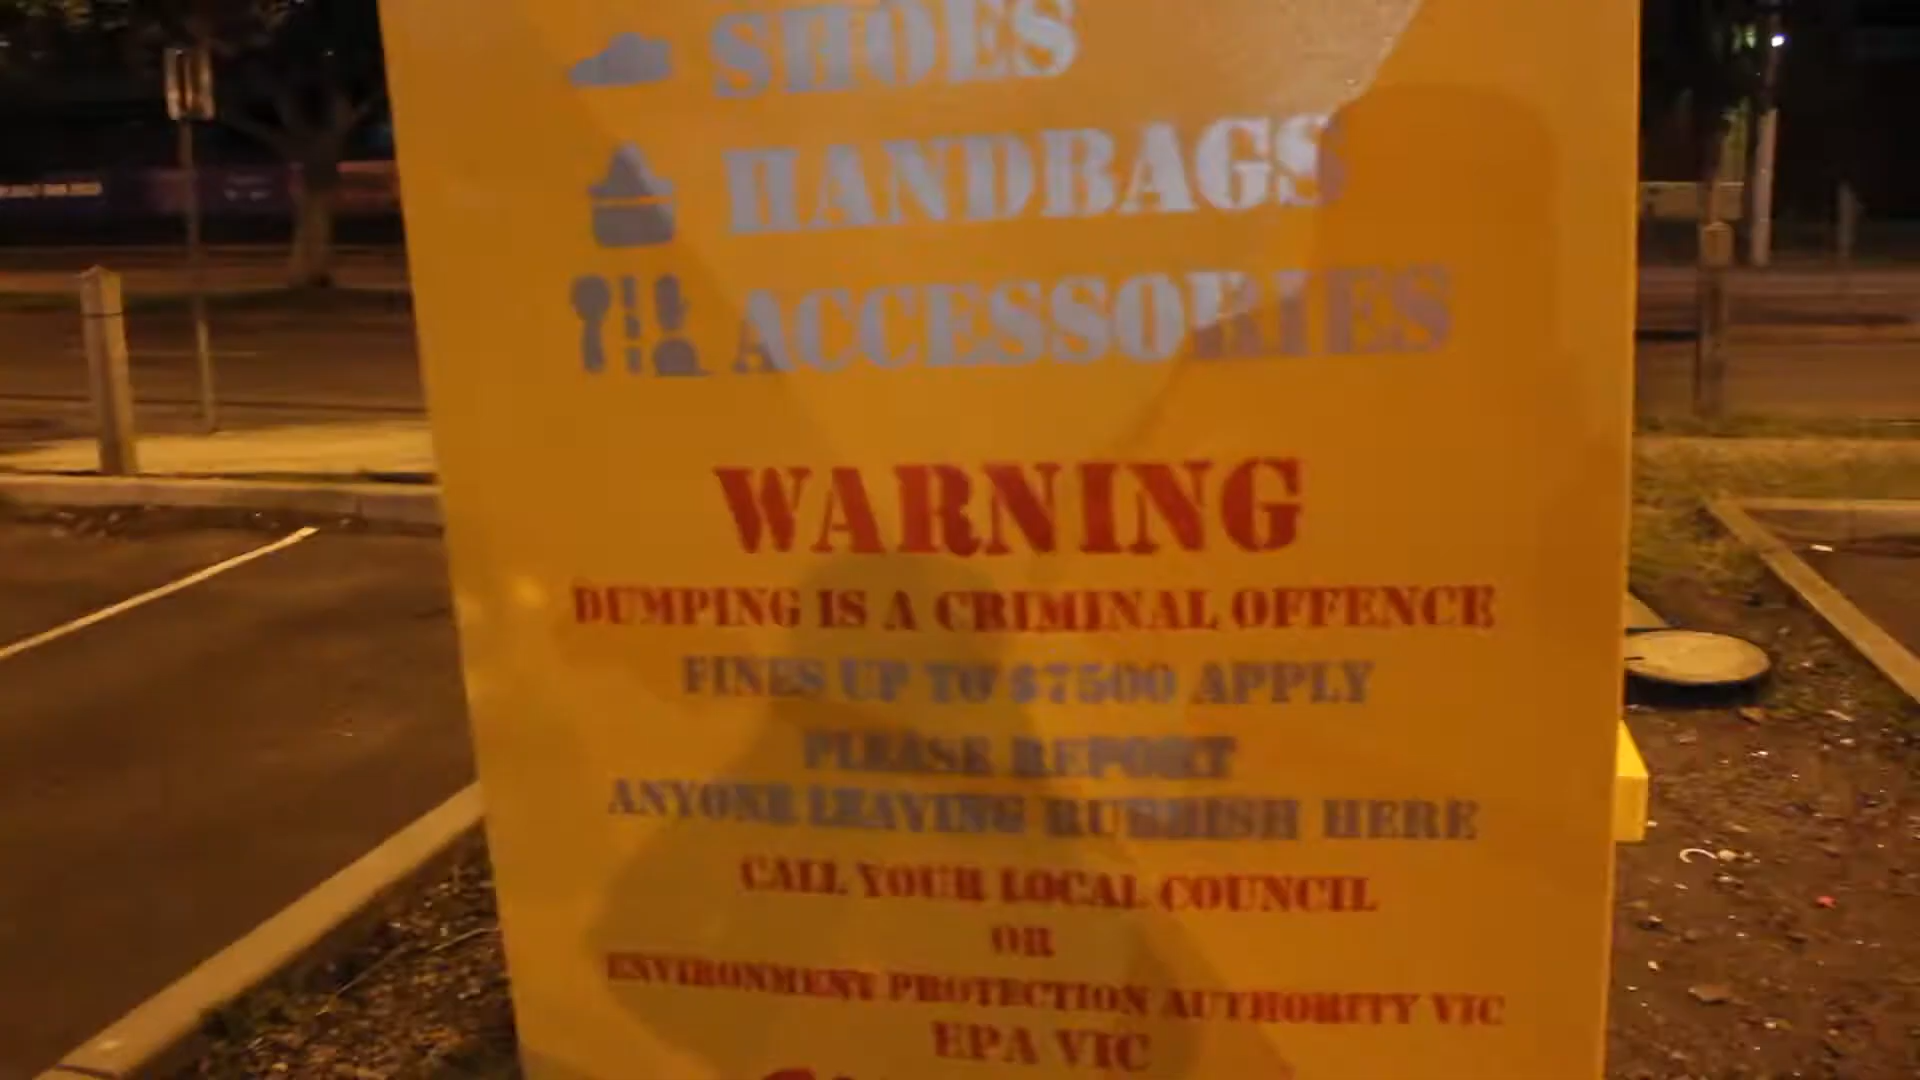 SHOES
HANDBAGS
ACCESSORIES
WARNING
DUMPING IS A CRIMINAL OFFENCE
FINES UP TO $7500 APPLY
PLEASE REPORT
ANYONE LEAVING RUBBISH HERE
CALL YOUR LOCAL COUNCIL
OR
ENVIRONMENT PROTECTION AUTHORITY VIC
EPA VIC